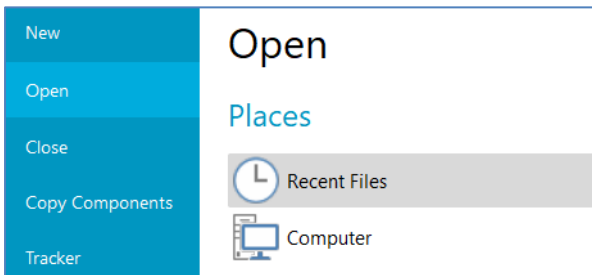 New
Open
Close
Copy Components
Tracker
Open
Places
Recent Files
Computer